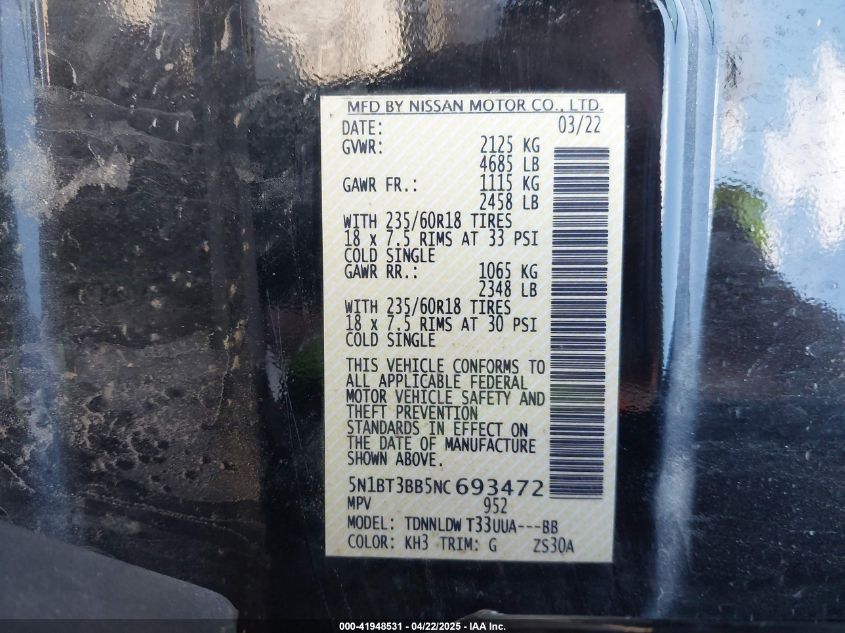 MFD BY NISSAN MOTOR CO., LTD.
DATE: 03/22
GVWR: 2125 KG
4685 LB
GAWR FR.: 1115 KG
2458 LB
WITH 235/60R18 TIRES
18 x 7.5 RIMS AT 33 PSI
COLD SINGLE
GAWR RR.: 1065 KG
2348 LB
WITH 235/60R18 TIRES
18 x 7.5 RIMS AT 30 PSI
COLD SINGLE
THIS VEHICLE CONFORMS TO
ALL APPLICABLE FEDERAL
MOTOR VEHICLE SAFETY AND
THEFT PREVENTION
STANDARDS IN EFFECT ON
THE DATE OF MANUFACTURE
SHOWN ABOVE.
5N1BT3BB5NC693472
MPV 952
MODEL: TDNNLDW T33UUA---BB
COLOR: KH3 TRIM: G ZS30A
000-41948531 - 04/22/2025 - IAA Inc.